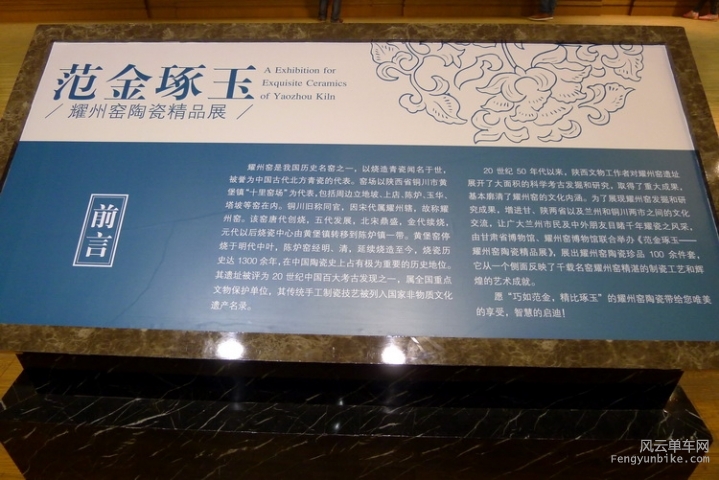 范金琢玉
耀州窑陶瓷精品展
A Exhibition for
Exquisite Ceramics
of Yaozhou Kiln
前言
耀州窑是我国历史名窑之一，以烧造青瓷闻名于世，
被誉为中国古代北方青瓷的代表。窑场以陕西省铜川市黄
堡镇“十里窑场”为代表，包括周边立地坡、上店、陈炉、玉华、
塔坡等窑在内。铜川旧称同官，因宋代属耀州辖，故称耀
州窑。该窑唐代创烧，五代发展，北宋鼎盛，金代续烧，
元代以后烧瓷中心由黄堡镇转移到陈炉镇一带。黄堡窑停
烧于明代中叶，陈炉窑经明、清，延续烧造至今，烧瓷历
史达 1300 余年，在中国陶瓷史上占有极为重要的历史地位。
其遗址被评为 20 世纪中国百大考古发现之一，属全国重点
文物保护单位，其传统手工制瓷技艺被列入国家非物质文化
遗产名录。
20 世纪 50 年代以来，陕西文物工作者对耀州窑遗址
展开了大面积的科学考古发掘和研究，取得了重大成果，
基本廓清了耀州窑的文化内涵。为了展现耀州窑发掘和研
究成果，增进甘、陕两省以及兰州和铜川两市之间的文化
交流，让广大兰州市民及中外朋友目睹千年耀瓷之风采，
由甘肃省博物馆、耀州窑博物馆联合举办《范金琢玉——
耀州窑陶瓷精品展》，展出耀州窑陶瓷珍品 100 余件套，
它从一个侧面反映了千载名窑耀州窑精湛的制瓷工艺和辉
煌的艺术成就。
愿“巧如范金，精比琢玉”的耀州窑陶瓷带给您唯美
的享受，智慧的启迪！
风云单车网
Fengyunbike.com